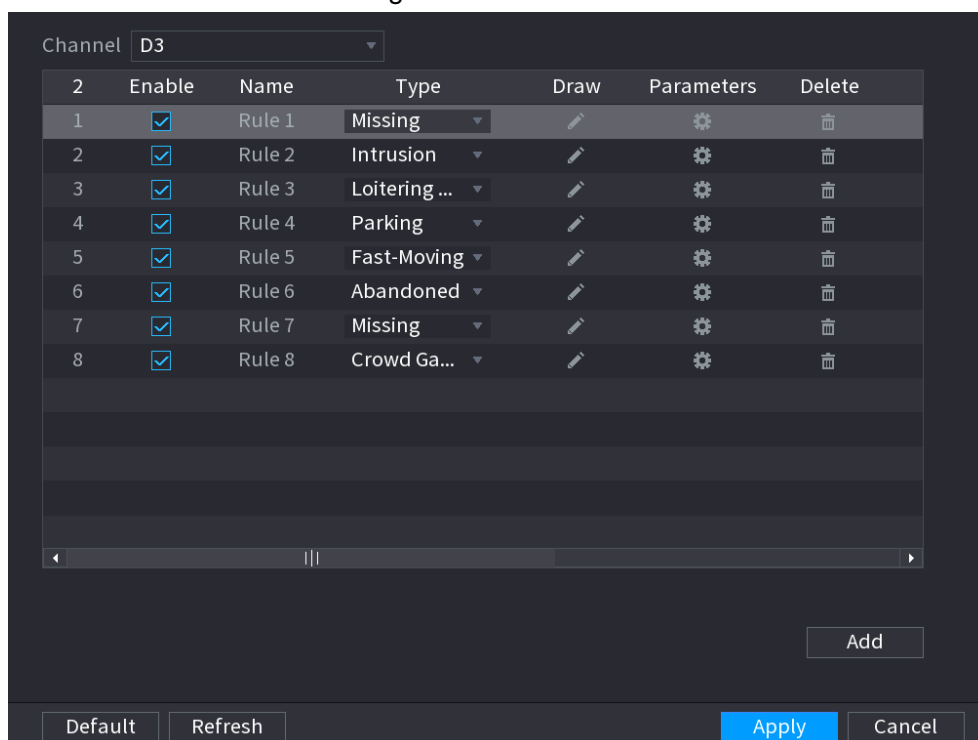 Channel D3
2 Enable Name Type Draw Parameters Delete
1 Rule 1 Missing
2 Rule 2 Intrusion
3 Rule 3 Loitering ...
4 Rule 4 Parking
5 Rule 5 Fast-Moving
6 Rule 6 Abandoned
7 Rule 7 Missing
8 Rule 8 Crowd Ga...
Add
Default Refresh Apply Cancel